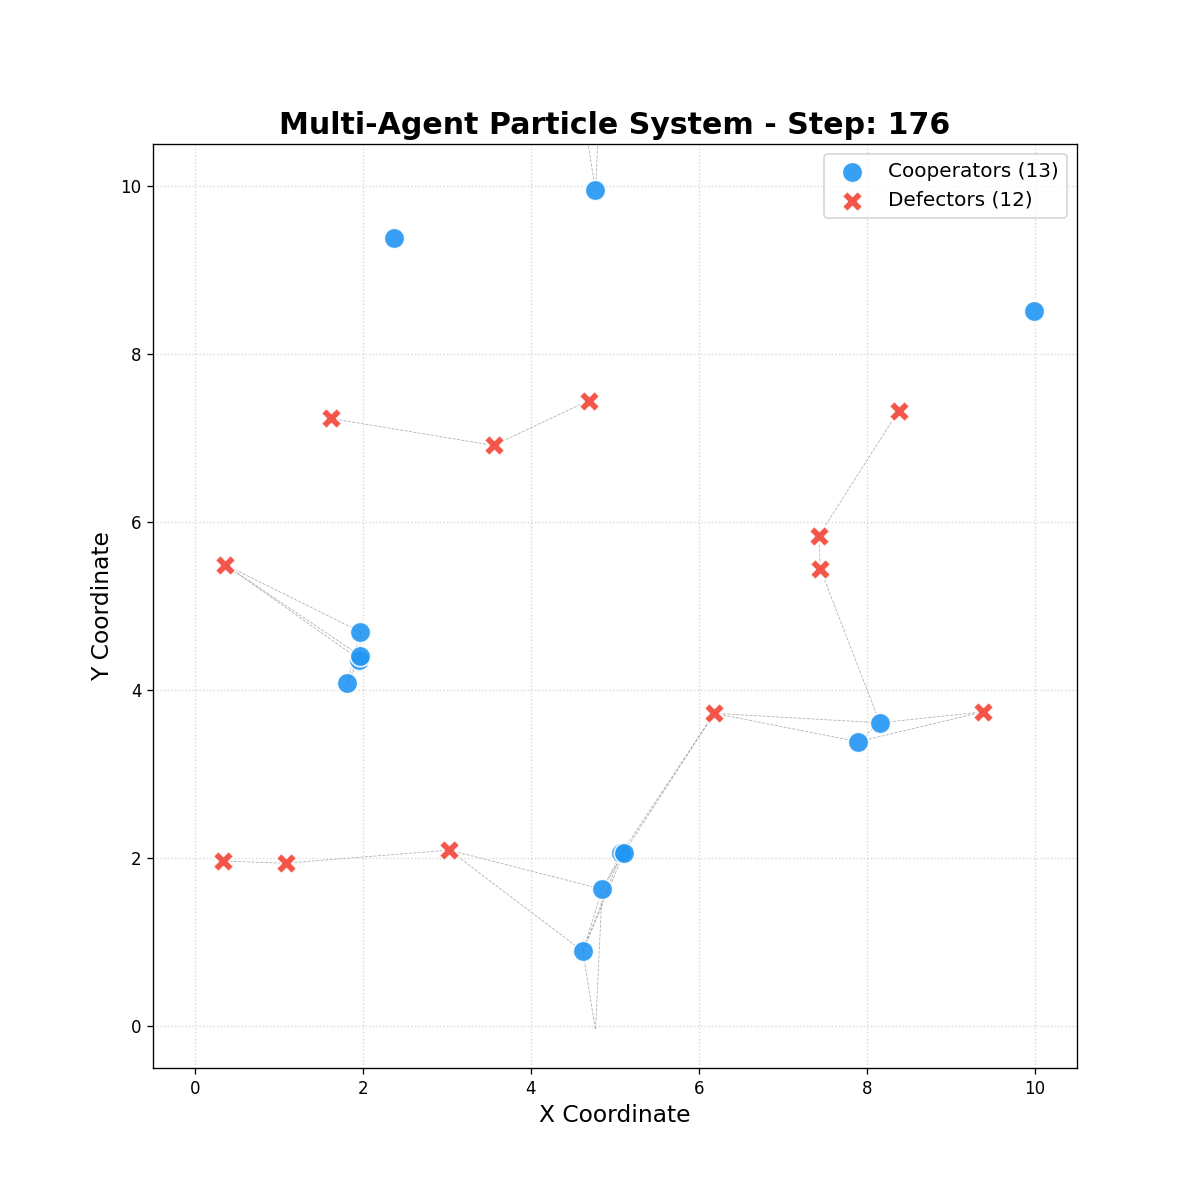 Multi-Agent Particle System - Step: 176
Cooperators (13)
Defectors (12)
10
8
6
4
2
0
Y Coordinate
0 2 4 6 8 10
X Coordinate